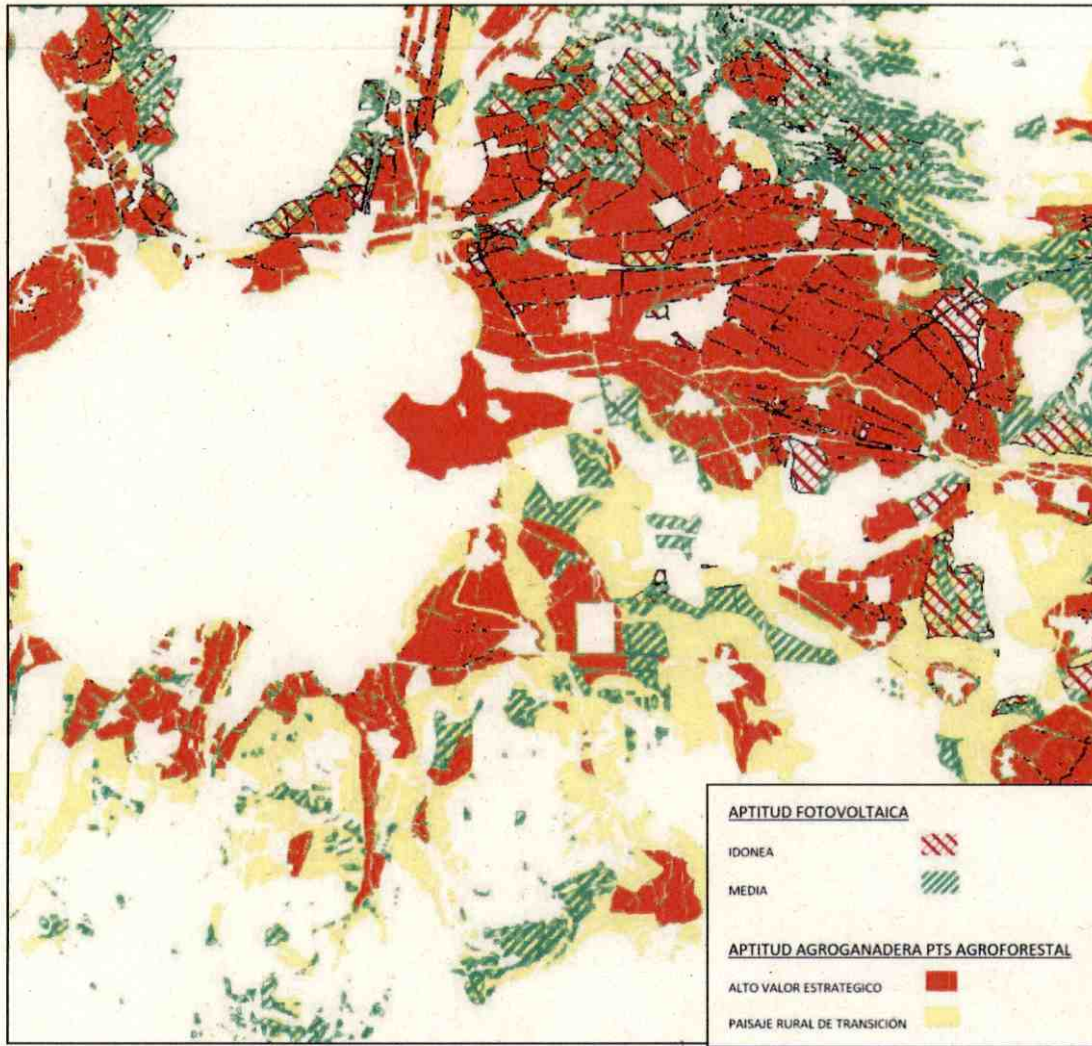 APTITUD FOTOVOLTAICA
IDONEA
MEDIA
APTITUD AGROGANADERA PTS AGROFORESTAL
ALTO VALOR ESTRATEGICO
PAISAJE RURAL DE TRANSICIÓN